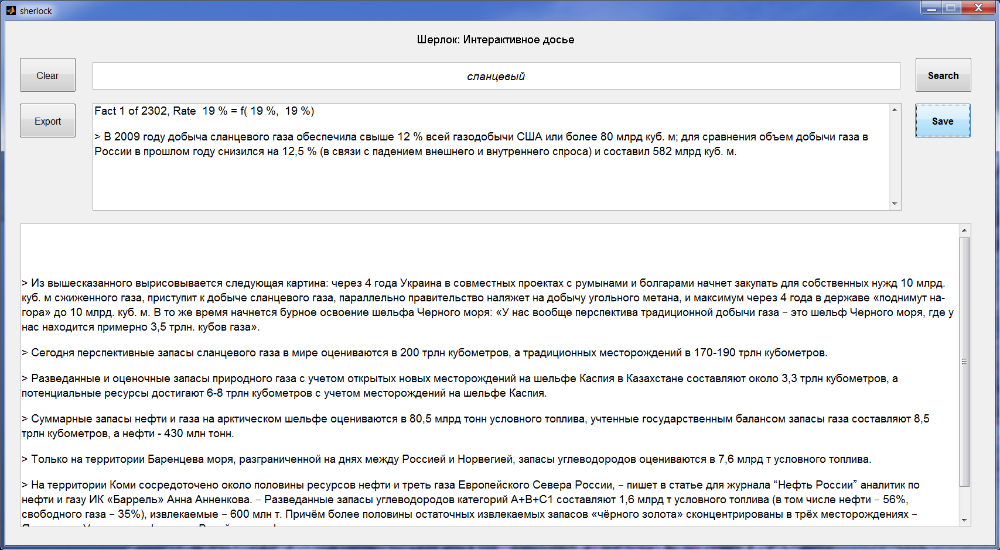 sherlock
Шерлок: Интерактивное досье
Clear
сланцевый
Search
Export
Fact 1 of 2302, Rate  19 % = f( 19 %,  19 %)
> В 2009 году добыча сланцевого газа обеспечила свыше 12 % всей газодобычи США или более 80 млрд куб. м; для сравнения объем добычи газа в
России в прошлом году снизился на 12,5 % (в связи с падением внешнего и внутреннего спроса) и составил 582 млрд куб. м.
Save
> Из вышесказанного вырисовывается следующая картина: через 4 года Украина в совместных проектах с румынами и болгарами начнет закупать для собственных нужд 10 млрд.
куб. м сжиженного газа, приступит к добыче сланцевого газа, параллельно правительство наляжет на добычу угольного метана, и максимум через 4 года в державе «поднимут на-
гора» до 10 млрд. куб. м. В то же время начнется бурное освоение шельфа Черного моря: «У нас вообще перспектива традиционной добычи газа – это шельф Черного моря, где у
нас находится примерно 3,5 трлн. кубов газа».
> Сегодня перспективные запасы сланцевого газа в мире оцениваются в 200 трлн кубометров, а традиционных месторождений в 170-190 трлн кубометров.
> Разведанные и оценочные запасы природного газа с учетом открытых новых месторождений на шельфе Каспия в Казахстане составляют около 3,3 трлн кубометров, а
потенциальные ресурсы достигают 6-8 трлн кубометров с учетом месторождений на шельфе Каспия.
> Суммарные запасы нефти и газа на арктическом шельфе оцениваются в 80,5 млрд тонн условного топлива, учтенные государственным балансом запасы газа составляют 8,5
трлн кубометров, а нефти - 430 млн тонн.
> Только на территории Баренцева моря, разграниченной на днях между Россией и Норвегией, запасы углеводородов оцениваются в 7,6 млрд т условного топлива.
> На территории Коми сосредоточено около половины ресурсов нефти и треть газа Европейского Севера России, – пишет в статье для журнала “Нефть России” аналитик по
нефти и газу ИК «Баррель» Анна Анненкова. – Разведанные запасы углеводородов категорий А+В+С1 составляют 1,6 млрд т условного топлива (в том числе нефти – 56%,
свободного газа – 35%), извлекаемые – 600 млн т. Причём более половины остаточных извлекаемых запасов «чёрного золота» сконцентрированы в трёх месторождениях –